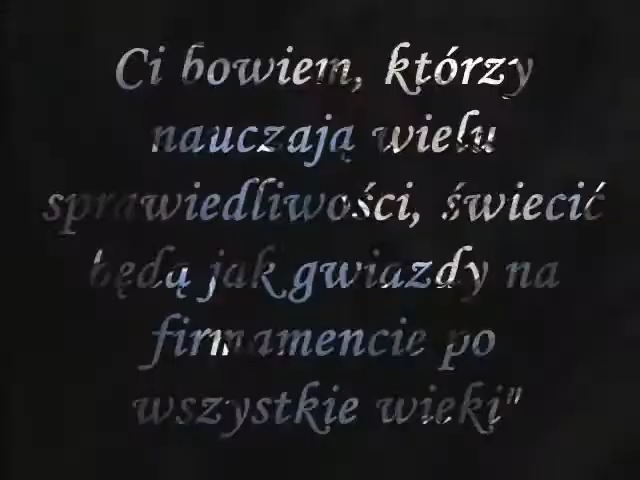 Ci bowiem, którzy
nauczają wielu
sprawiedliwości, świecić
będą jak gwiazdy na
firmamencie po
wszystkie wieki"